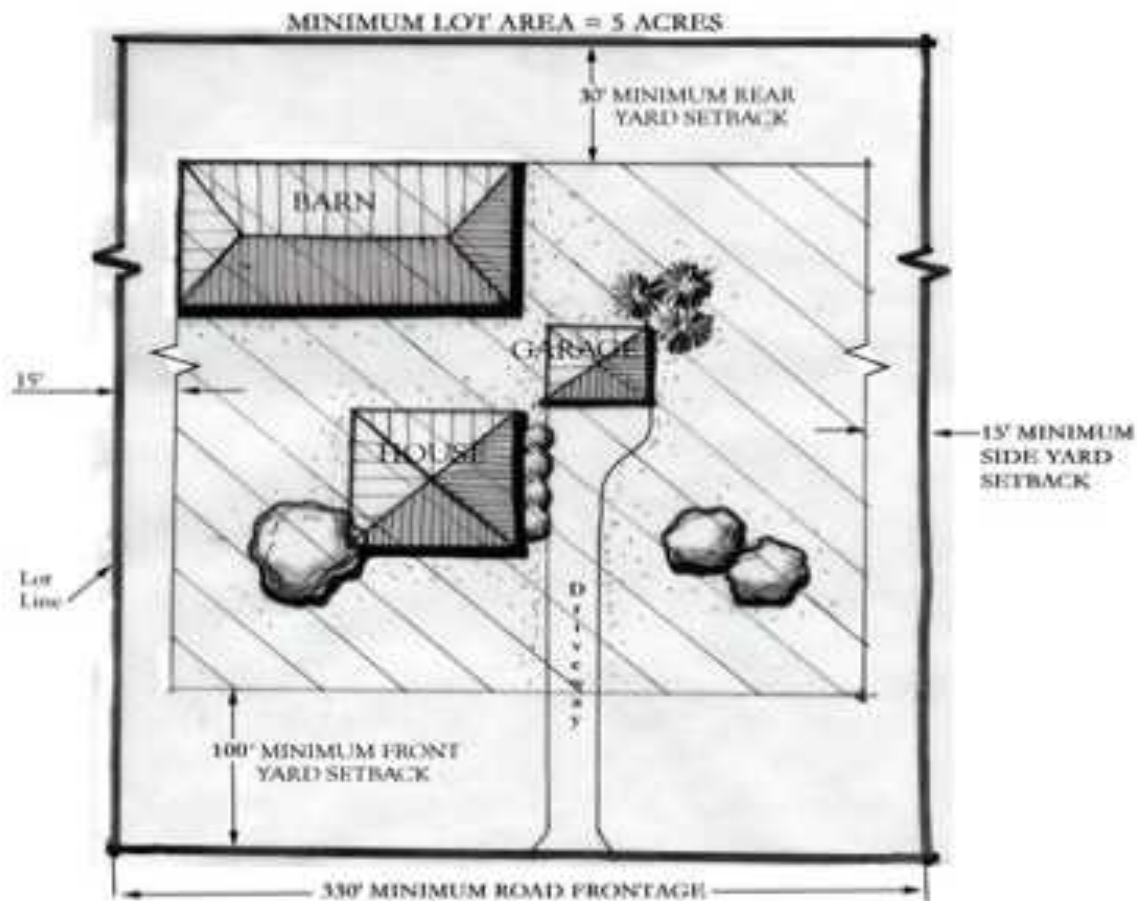 MINIMUM LOT AREA = 5 ACRES
30' MINIMUM REAR
YARD SETBACK
BARN
GARAGE
15'
HOUSE
15' MINIMUM
SIDE YARD
SETBACK
Lot
Line
Driveway
100' MINIMUM FRONT
YARD SETBACK
330' MINIMUM ROAD FRONTAGE